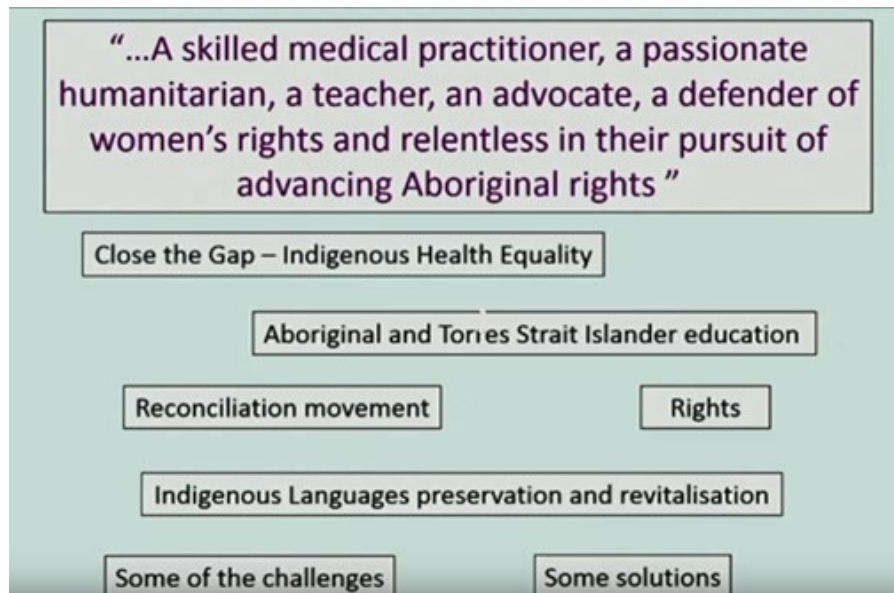 “...A skilled medical practitioner, a passionate
humanitarian, a teacher, an advocate, a defender of
women’s rights and relentless in their pursuit of
advancing Aboriginal rights ”
Close the Gap – Indigenous Health Equality
Aboriginal and Torres Strait Islander education
Reconciliation movement
Rights
Indigenous Languages preservation and revitalisation
Some of the challenges
Some solutions